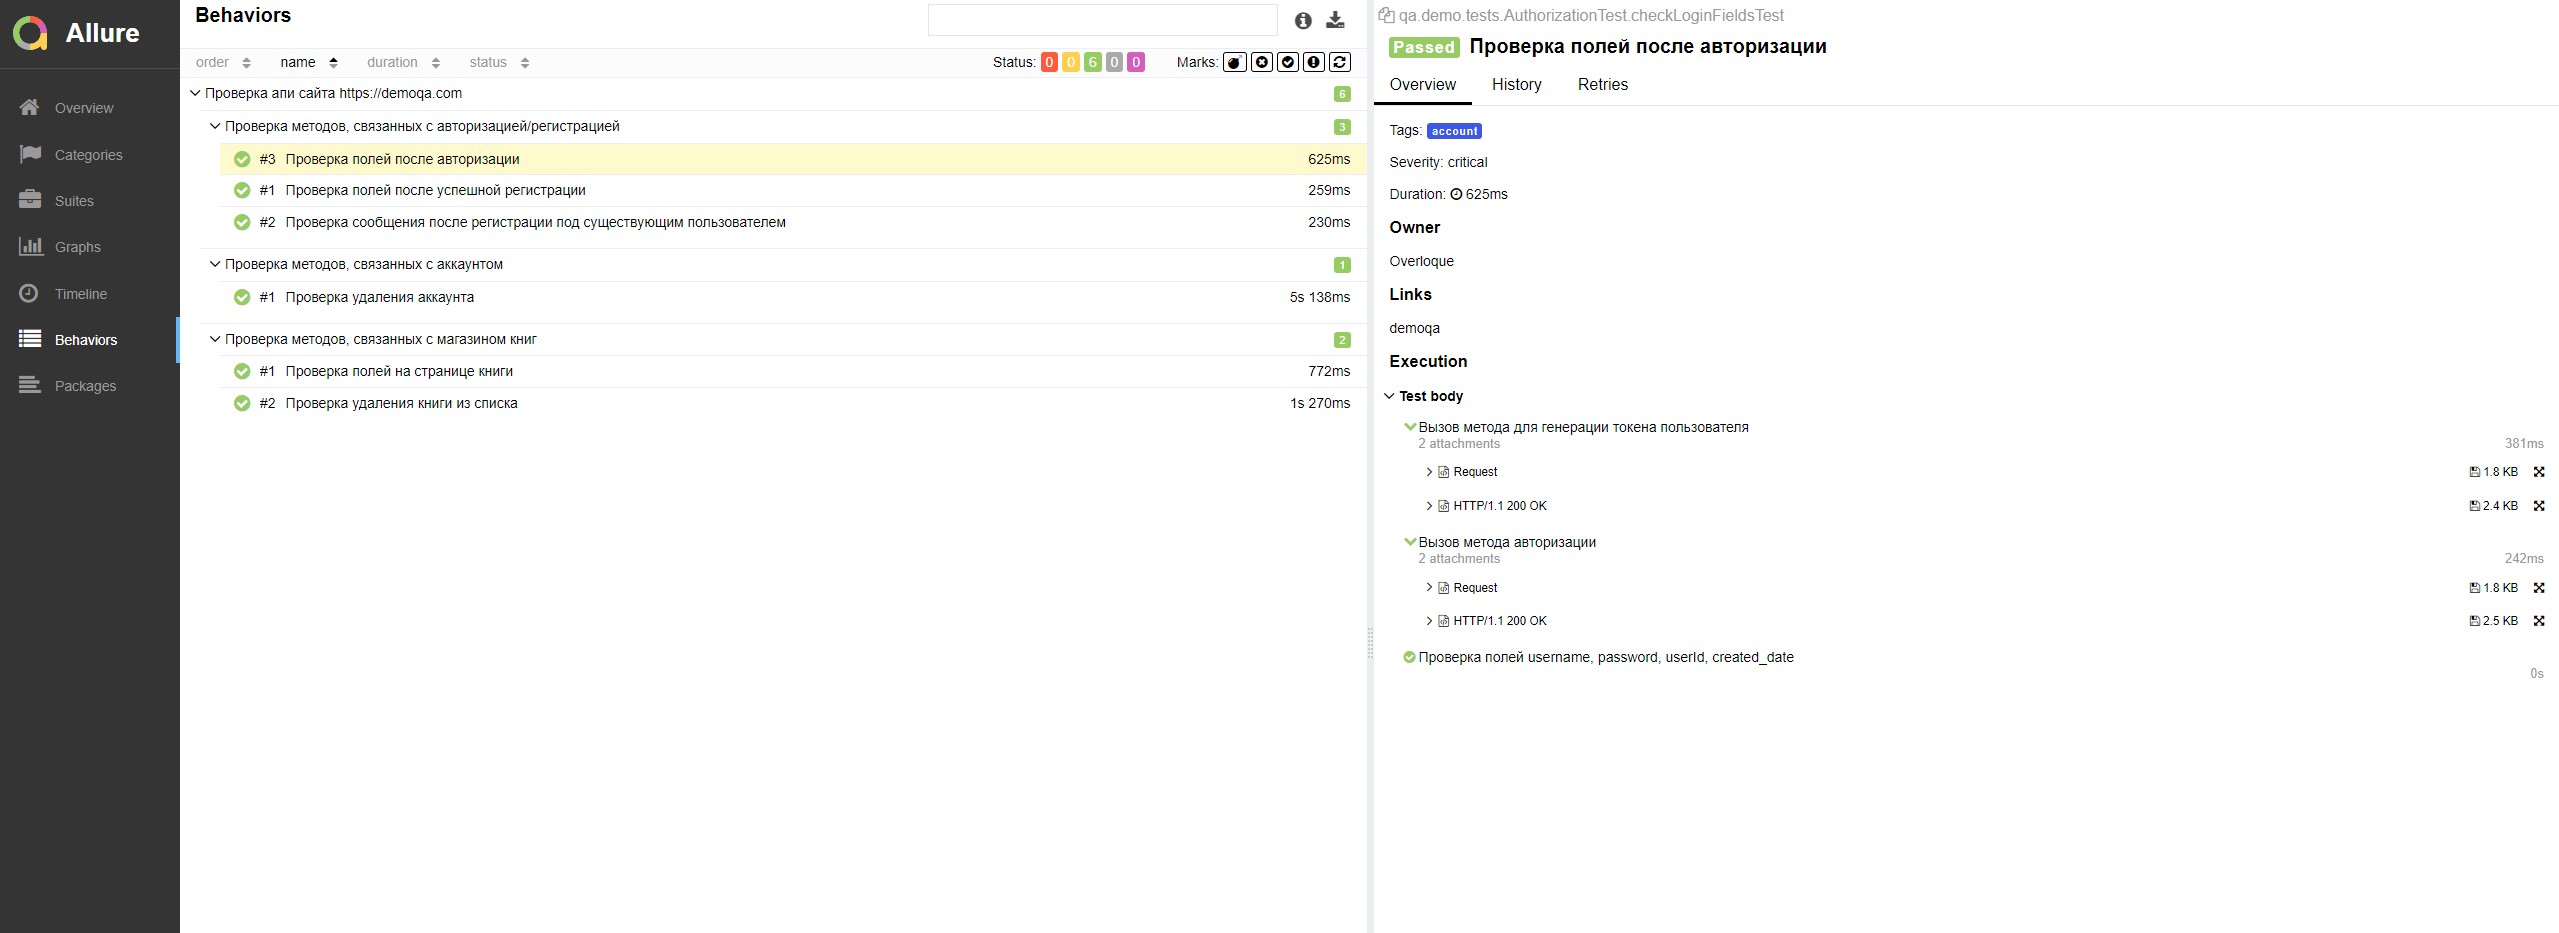 Allure
Overview
Categories
Suites
Graphs
Timeline
Behaviors
Packages
Behaviors
order name duration status Status: 0 0 6 0 0 Marks:
Проверка апи сайта https://demoqa.com 6
Проверка методов, связанных с авторизацией/регистрацией 3
#3 Проверка полей после авторизации 625ms
#1 Проверка полей после успешной регистрации 259ms
#2 Проверка сообщения после регистрации под существующим пользователем 230ms
Проверка методов, связанных с аккаунтом 1
#1 Проверка удаления аккаунта 5s 138ms
Проверка методов, связанных с магазином книг 2
#1 Проверка полей на странице книги 772ms
#2 Проверка удаления книги из списка 1s 270ms
qa.demo.tests.AuthorizationTest.checkLoginFieldsTest
Passed Проверка полей после авторизации
Overview History Retries
Tags: account
Severity: critical
Duration: 625ms
Owner
Overloque
Links
demoqa
Execution
Test body
Вызов метода для генерации токена пользователя
2 attachments 381ms
Request 1.8 KB
HTTP/1.1 200 OK 2.4 KB
Вызов метода авторизации
2 attachments 242ms
Request 1.8 KB
HTTP/1.1 200 OK 2.5 KB
Проверка полей username, password, userId, created_date
0s